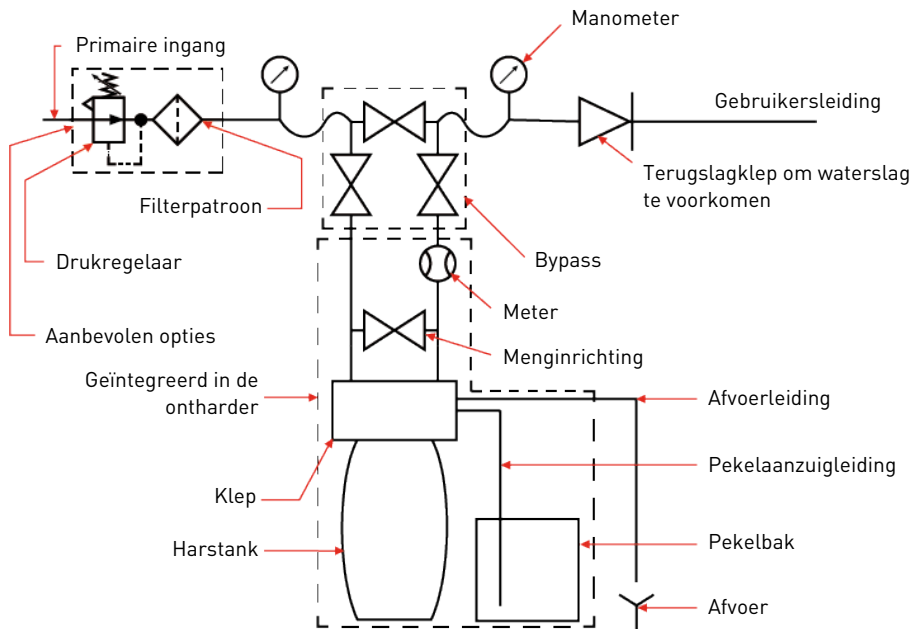 Manometer
Primaire ingang
Gebruikersleiding
Terugslagklep om waterslag
te voorkomen
Filterpatroon
Drukregelaar
Bypass
Meter
Aanbevolen opties
Menginrichting
Geïntegreerd in de
ontharder
Afvoerleiding
Pekelaanzuigleiding
Klep
Harstank
Pekelbak
Afvoer